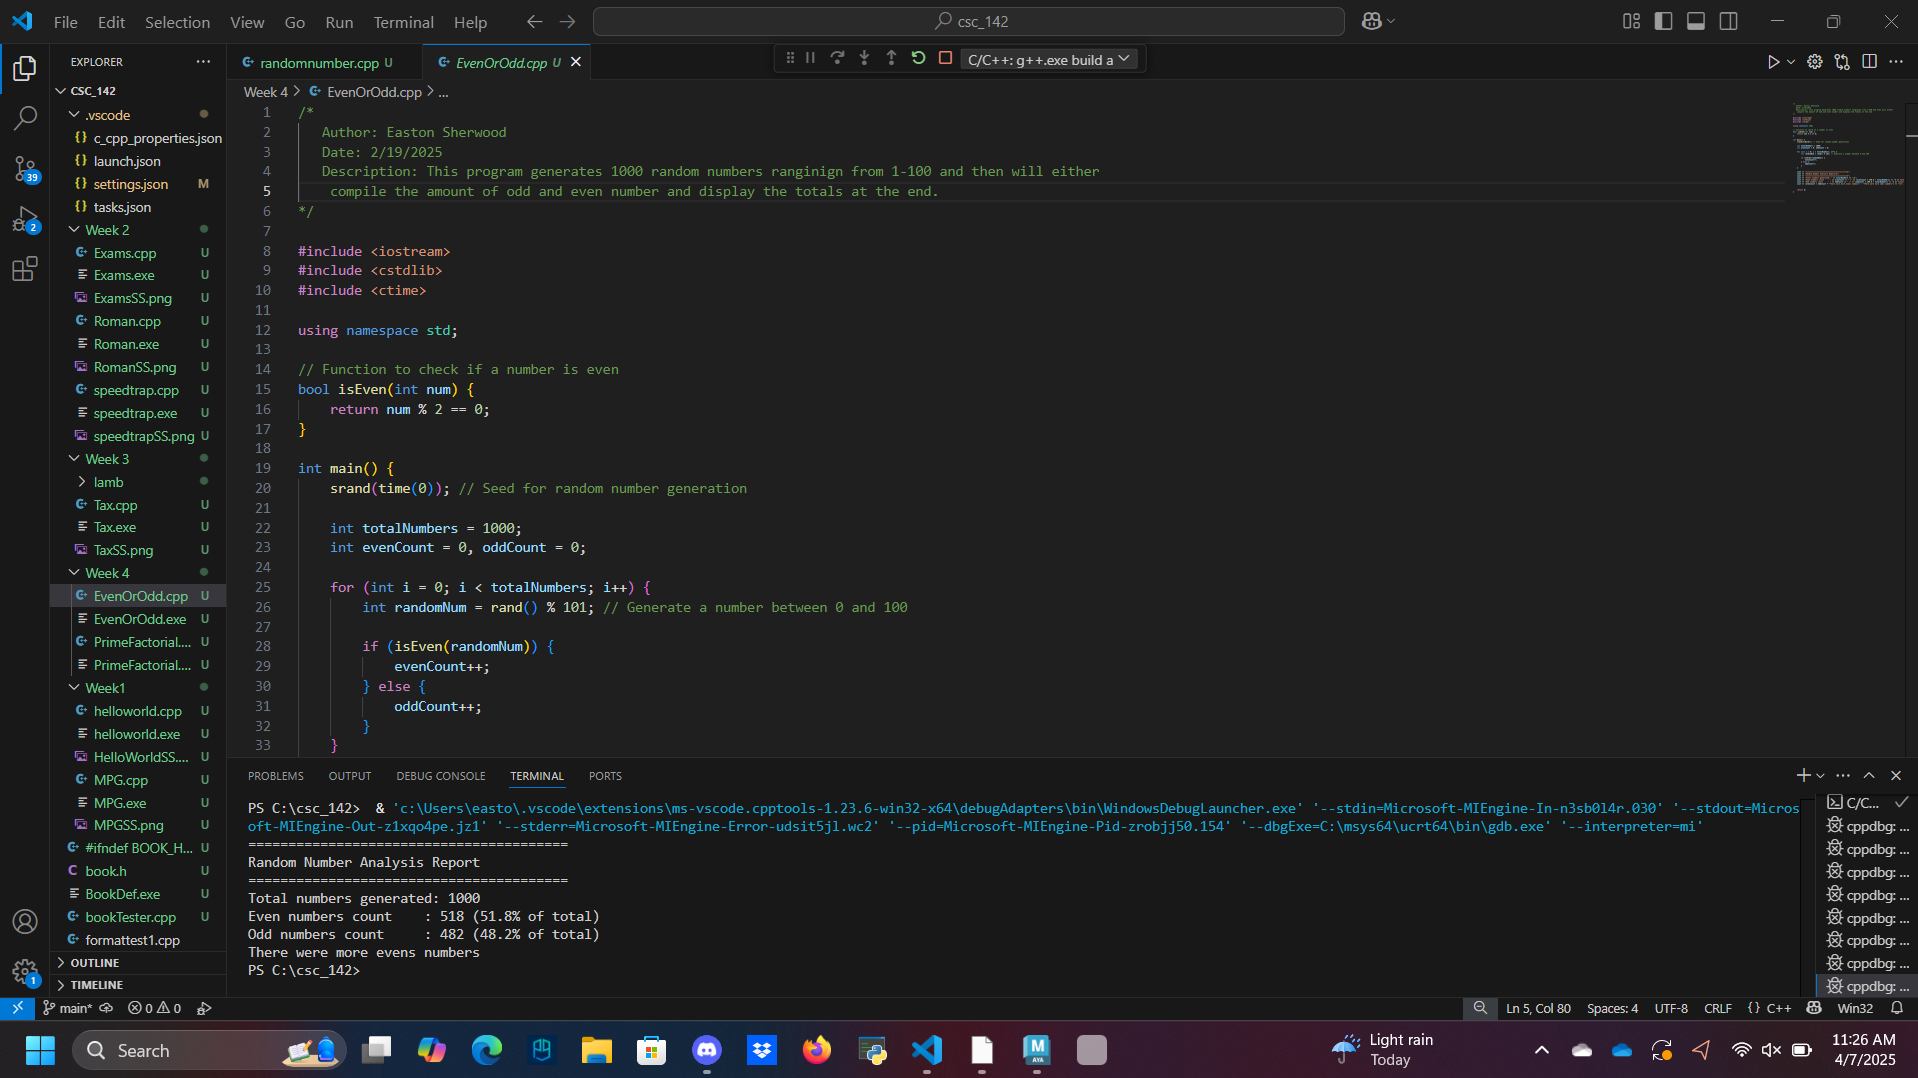 File Edit Selection View Go Run Terminal Help
csc_142
EXPLORER
CSC_142
.vscode
c_cpp_properties.json
launch.json
settings.json M
tasks.json
Week 2
Exams.cpp U
Exams.exe U
ExamsSS.png U
Roman.cpp U
Roman.exe U
RomanSS.png U
speedtrap.cpp U
speedtrap.exe U
speedtrapSS.png U
Week 3
lamb
Tax.cpp U
Tax.exe U
TaxSS.png U
Week 4
EvenOrOdd.cpp U
EvenOrOdd.exe U
PrimeFactorial.... U
PrimeFactorial.... U
Week1
helloworld.cpp U
helloworld.exe U
HelloWorldSS.... U
MPG.cpp U
MPG.exe U
MPGSS.png U
#ifndef BOOK_H... U
book.h U
BookDef.exe U
bookTester.cpp U
formattest1.cpp
OUTLINE
TIMELINE
39
2
1
randomnumber.cpp U
EvenOrOdd.cpp U
C/C++: g++.exe build a
Week 4 > EvenOrOdd.cpp > ...
1 /*
2 Author: Easton Sherwood
3 Date: 2/19/2025
4 Description: This program generates 1000 random numbers ranginign from 1-100 and then will either
5 compile the amount of odd and even number and display the totals at the end.
6 */
7
8 #include <iostream>
9 #include <cstdlib>
10 #include <ctime>
11
12 using namespace std;
13
14 // Function to check if a number is even
15 bool isEven(int num) {
16 return num % 2 == 0;
17 }
18
19 int main() {
20 srand(time(0)); // Seed for random number generation
21
22 int totalNumbers = 1000;
23 int evenCount = 0, oddCount = 0;
24
25 for (int i = 0; i < totalNumbers; i++) {
26 int randomNum = rand() % 101; // Generate a number between 0 and 100
27
28 if (isEven(randomNum)) {
29 evenCount++;
30 } else {
31 oddCount++;
32 }
33 }
PROBLEMS OUTPUT DEBUG CONSOLE TERMINAL PORTS
PS C:\csc_142> & 'c:\Users\easto\.vscode\extensions\ms-vscode.cpptools-1.23.6-win32-x64\debugAdapters\bin\WindowsDebugLauncher.exe' '--stdin=Microsoft-MIEngine-In-n3sb0l4r.030' '--stdout=Micros
oft-MIEngine-Out-z1xqo4pe.jz1' '--stderr=Microsoft-MIEngine-Error-udsit5jl.wc2' '--pid=Microsoft-MIEngine-Pid-zrobjj50.154' '--dbgExe=C:\msys64\ucrt64\bin\gdb.exe' '--interpreter=mi'
========================================
Random Number Analysis Report
========================================
Total numbers generated: 1000
Even numbers count : 518 (51.8% of total)
Odd numbers count : 482 (48.2% of total)
There were more evens numbers
PS C:\csc_142>
C/C...
cppdbg: ...
cppdbg: ...
cppdbg: ...
cppdbg: ...
cppdbg: ...
cppdbg: ...
cppdbg: ...
cppdbg: ...
main* 0 0 Ln 5, Col 80 Spaces: 4 UTF-8 CRLF {} C++ Win32
Search
Light rain
Today
11:26 AM
4/7/2025